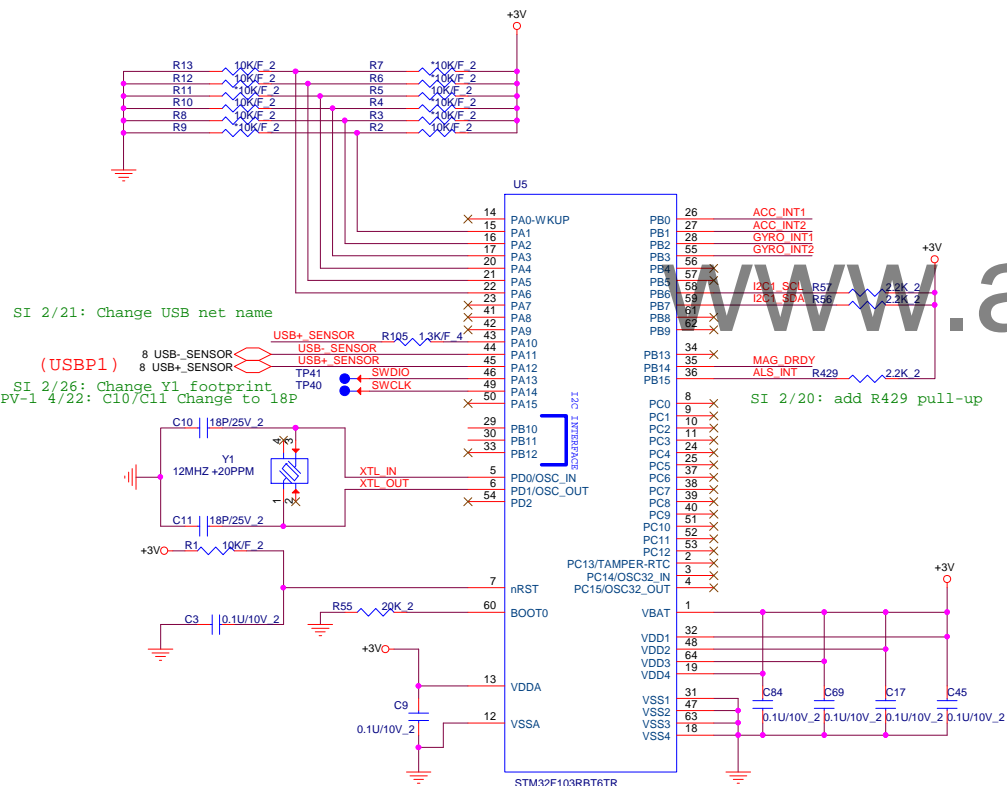 +3V
R13 10K/F_2 R7 *10K/F_2
R12 10K/F_2 R6 *10K/F_2
R11 *10K/F_2 R5 10K/F_2
R10 10K/F_2 R4 *10K/F_2
R8 *10K/F_2 R3 10K/F_2
R9 *10K/F_2 R2 10K/F_2
U5
14 PA0-WKUP
15 PA1
16 PA2
17 PA3
20 PA4
21 PA5
22 PA6
23 PA7
41 PA8
42 PA9
43 PA10
44 PA11
45 PA12
46 PA13
49 PA14
50 PA15
29 PB10
30 PB11
33 PB12
5 PD0/OSC_IN
6 PD1/OSC_OUT
54 PD2
7 nRST
60 BOOT0
13 VDDA
12 VSSA
PB0 26 ACC_INT1
PB1 27 ACC_INT2
PB2 28 GYRO_INT1
PB3 55 GYRO_INT2
PB4 56
PB5 57
PB6 58 I2C1_SCL R57 2.2K_2
PB7 59 I2C1_SDA R56 2.2K_2
PB8 61
PB9 62
+3V
www.a
PB13 34
PB14 35 MAG_DRDY
PB15 36 ALS_INT R429 2.2K_2
SI 2/20: add R429 pull-up
PC0 8
PC1 9
PC2 10
PC3 11
PC4 24
PC5 25
PC6 37
PC7 38
PC8 39
PC9 40
PC10 51
PC11 52
PC12 53
PC13/TAMPER-RTC 2
PC14/OSC32_IN 3
PC15/OSC32_OUT 4
VBAT 1
VDD1 32
VDD2 48
VDD3 64
VDD4 19
VSS1 31
VSS2 47
VSS3 63
VSS4 18
+3V
C84 C69 C17 C45
0.1U/10V_2 0.1U/10V_2 0.1U/10V_2 0.1U/10V_2
I2C INTERFACE
SI 2/21: Change USB net name
USB+_SENSOR R105 1.3K/F_4
(USBP1)
8 USB-_SENSOR USB-_SENSOR
8 USB+_SENSOR USB+_SENSOR
TP41 SWDIO
TP40 SWCLK
SI 2/26: Change Y1 footprint
PV-1 4/22: C10/C11 Change to 18P
C10 18P/25V_2
4 3
Y1
12MHZ +20PPM
1 2
XTL_IN
XTL_OUT
C11 18P/25V_2
+3V R1 10K/F_2
C3 0.1U/10V_2
R55 20K_2
+3V
C9
0.1U/10V_2
STM32F103RBT6TR